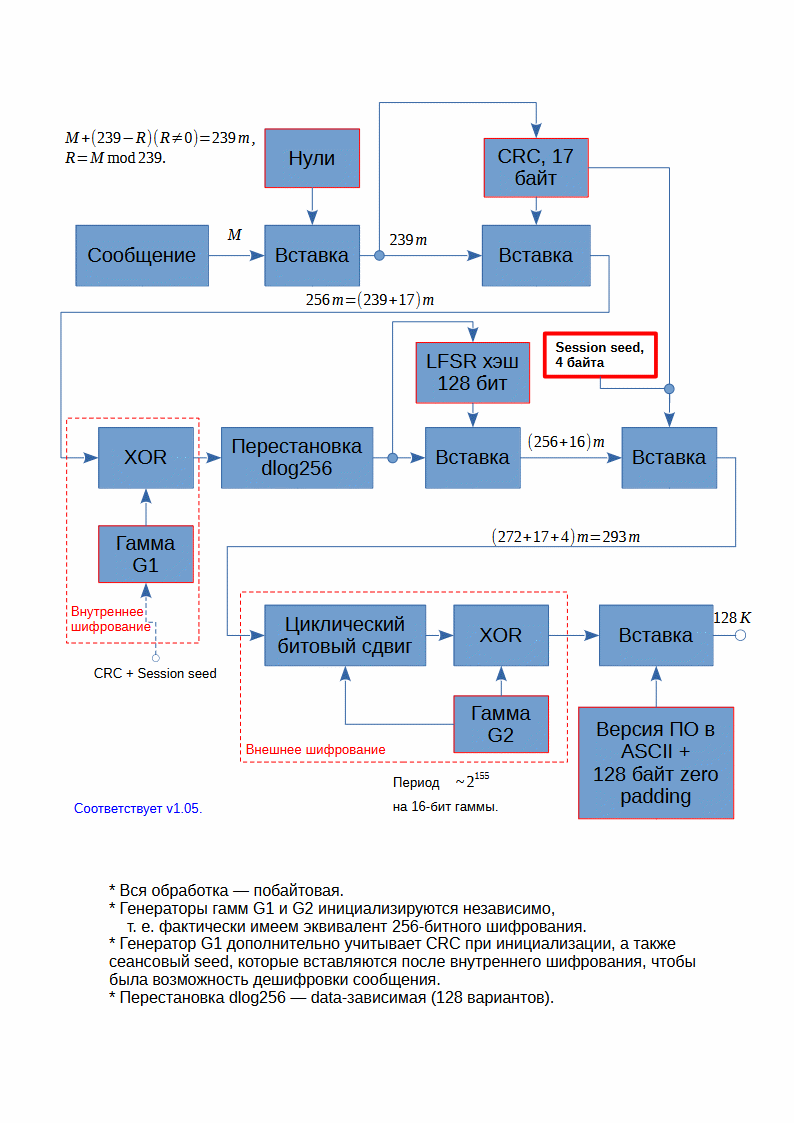 M+(239−R)(R≠0)=239m,
R=M mod 239.
Нули
CRC, 17
байт
Сообщение
M
Вставка
239m
Вставка
256m=(239+17)m
LFSR хэш
128 бит
Session seed,
4 байта
XOR
Перестановка
dlog256
Вставка
(256+16)m
Вставка
Гамма
G1
(272+17+4)m=293m
Внутреннее
шифрование
CRC + Session seed
Циклический
битовый сдвиг
XOR
Вставка
128 K
Гамма
G2
Внешнее шифрование
Версия ПО в
ASCII +
128 байт zero
padding
Период ~2^155
на 16-бит гаммы.
Соответствует v1.05.
* Вся обработка — побайтовая.
* Генераторы гамм G1 и G2 инициализируются независимо,
т. е. фактически имеем эквивалент 256-битного шифрования.
* Генератор G1 дополнительно учитывает CRC при инициализации, а также
сеансовый seed, которые вставляются после внутреннего шифрования, чтобы
была возможность дешифровки сообщения.
* Перестановка dlog256 — data-зависимая (128 вариантов).